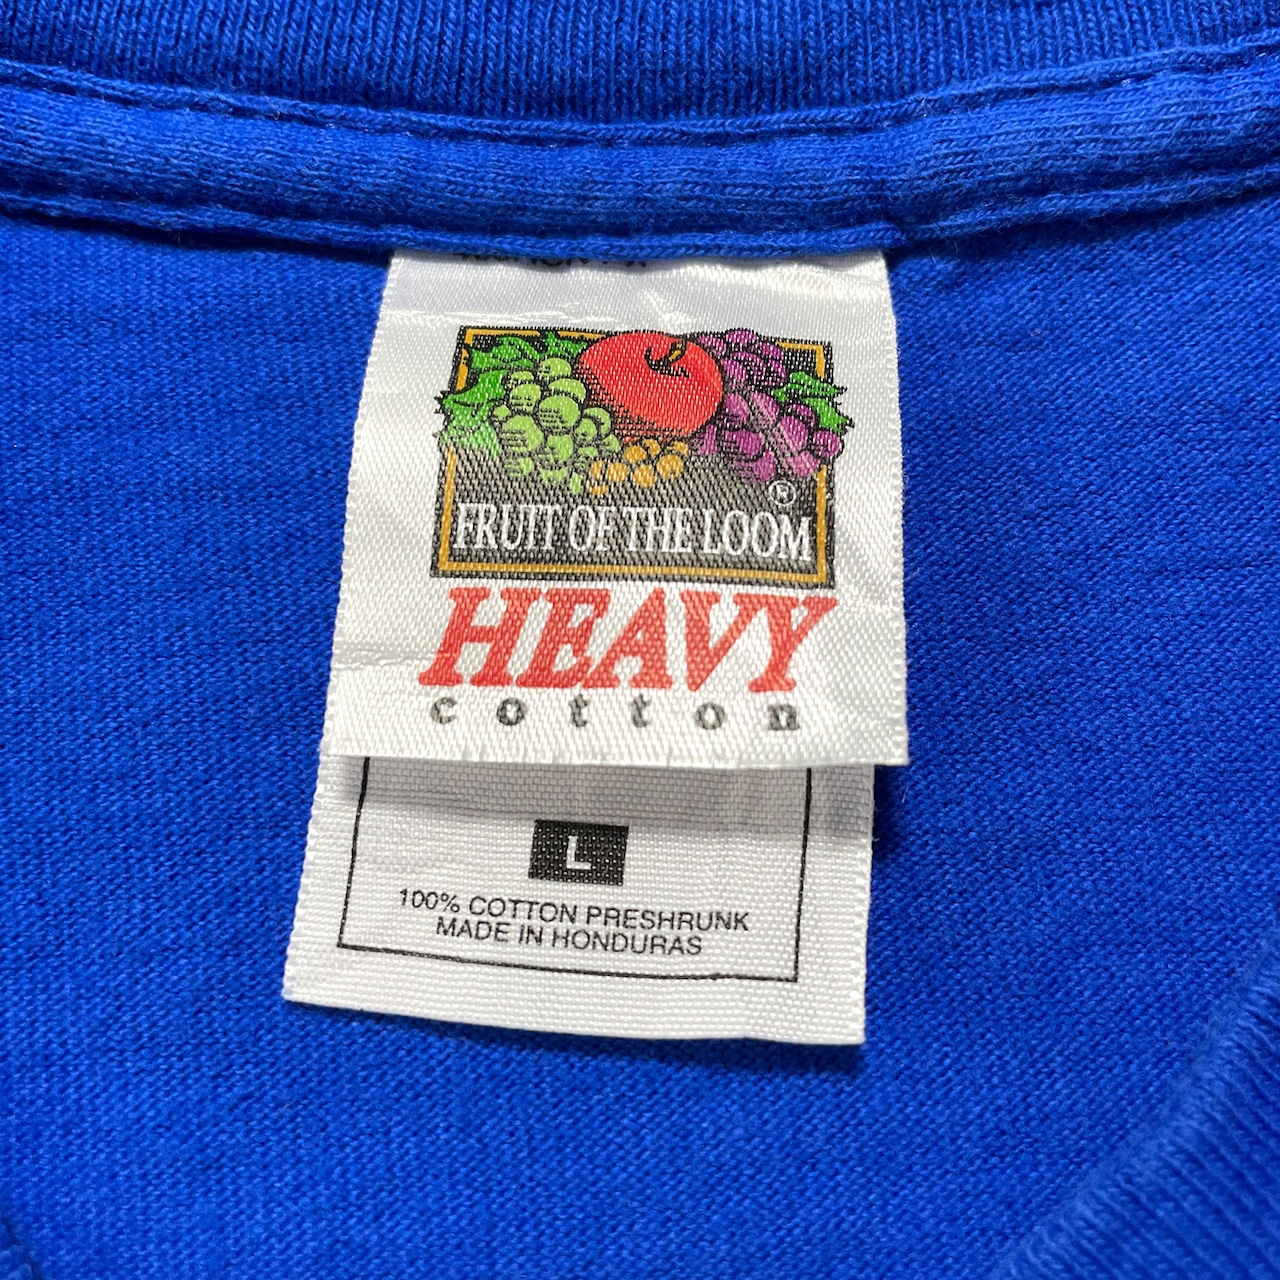 ®
FRUIT OF THE LOOM
HEAVY
cotton
L
100% COTTON PRESHRUNK
MADE IN HONDURAS